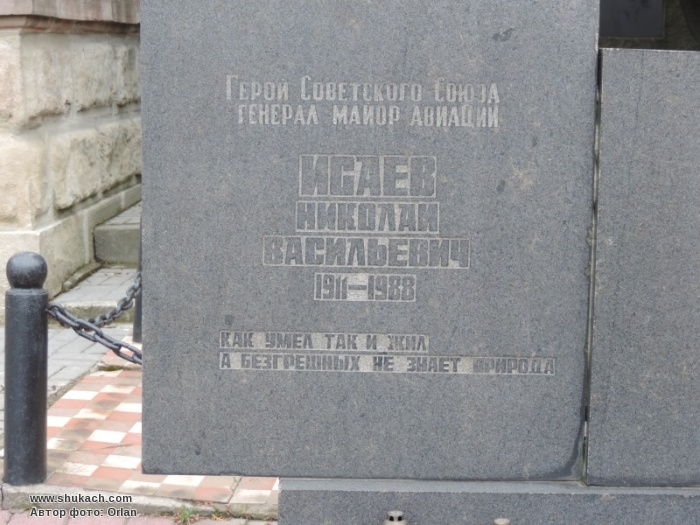 Герой Советского Союза
генерал майор авиации
ИСАЕВ
НИКОЛАЙ
ВАСИЛЬЕВИЧ
1911—1988
КАК УМЕЛ ТАК И ЖИЛ
А БЕЗГРЕШНЫХ НЕ ЗНАЕТ ПРИРОДА
www.shukach.com
Автор фото: Orlan